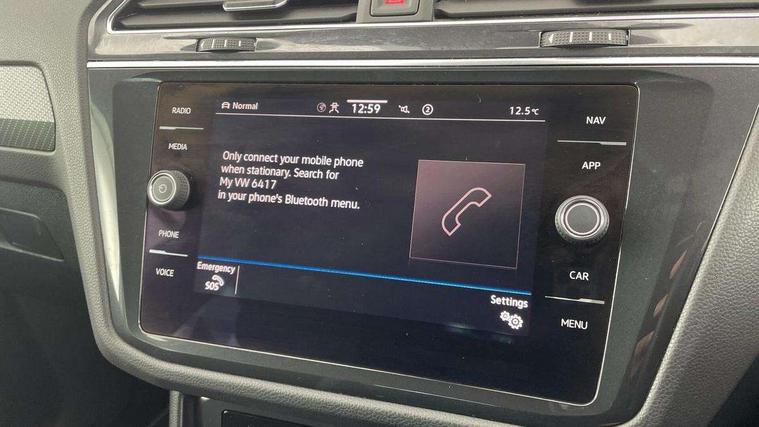 RADIO
MEDIA
PHONE
VOICE
Normal
12:59
2
12.5°C
Only connect your mobile phone
when stationary. Search for
My VW 6417
in your phone's Bluetooth menu.
Emergency
SOS
Settings
NAV
APP
CAR
MENU